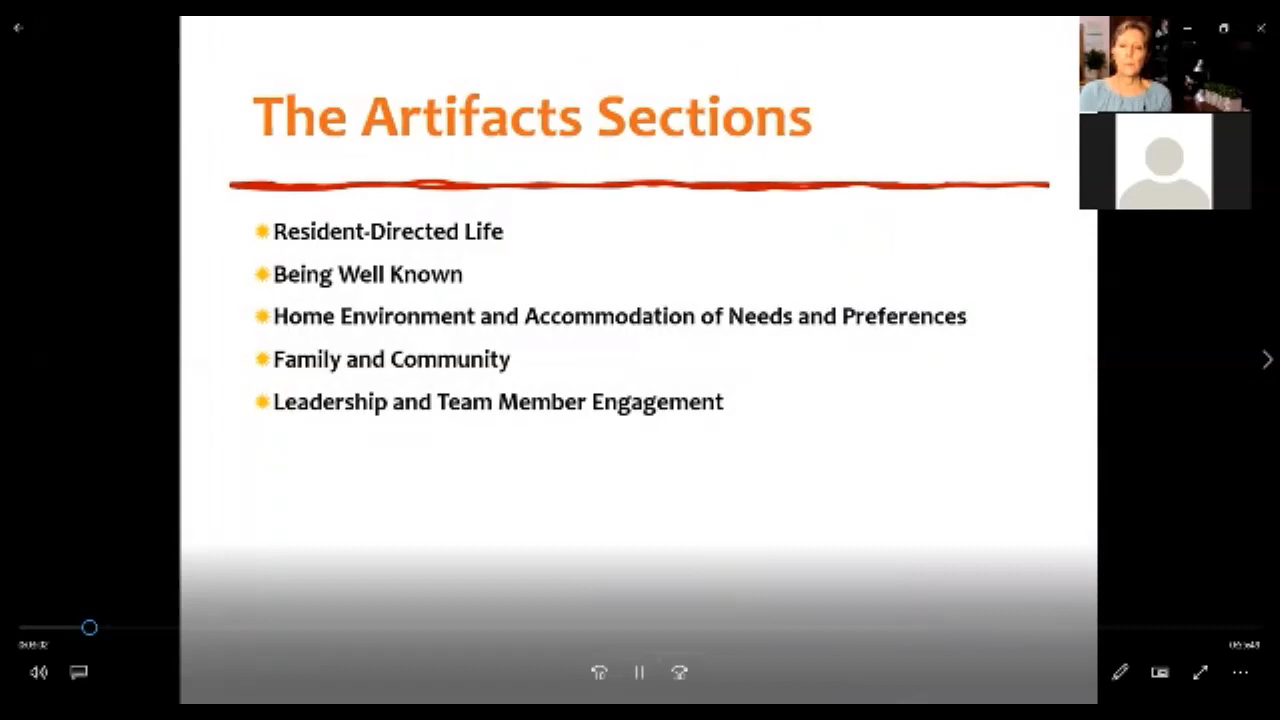 The Artifacts Sections
Resident-Directed Life
Being Well Known
Home Environment and Accommodation of Needs and Preferences
Family and Community
Leadership and Team Member Engagement